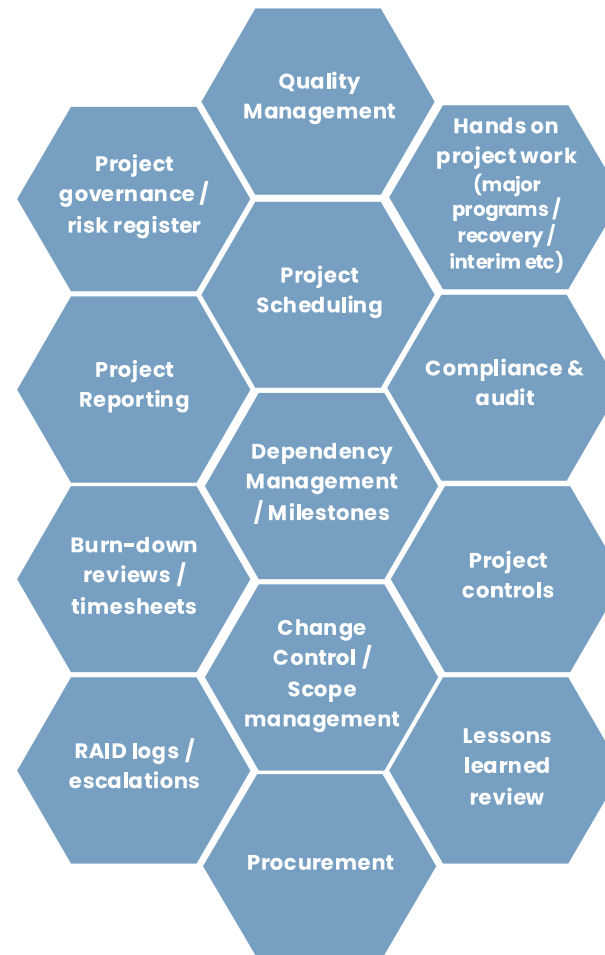 Quality
Management
Hands on
project work
(major
programs /
recovery /
interim etc)
Project
governance /
risk register
Project
Scheduling
Project
Reporting
Compliance &
audit
Dependency
Management
/ Milestones
Burn-down
reviews /
timesheets
Project
controls
Change
Control /
Scope
management
RAID logs /
escalations
Lessons
learned
review
Procurement